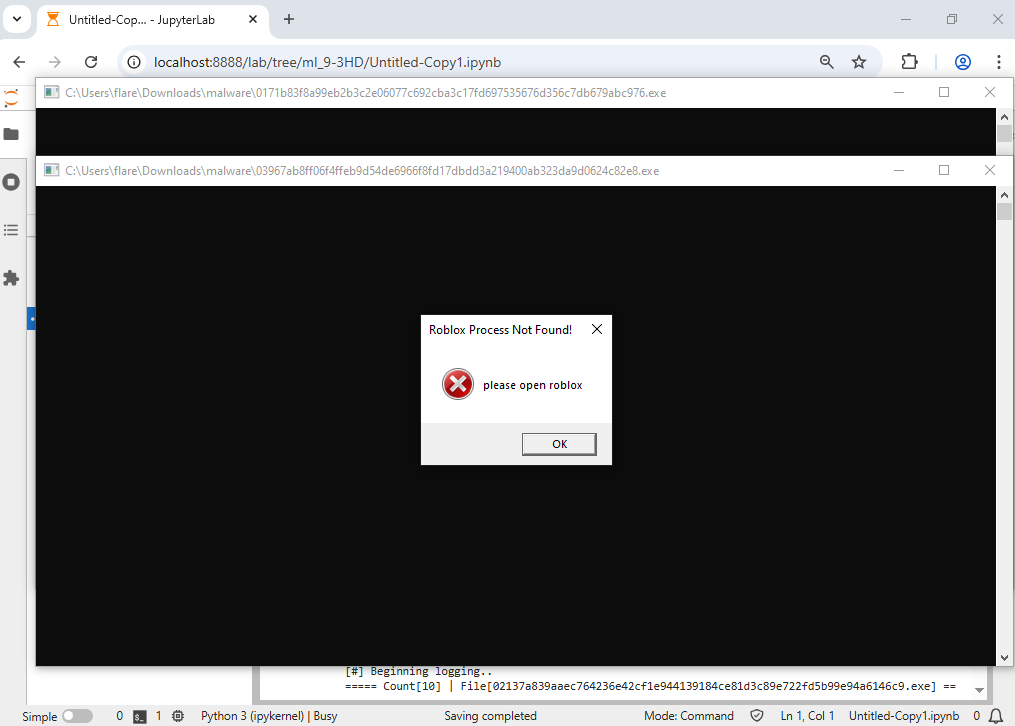 Untitled-Cop... - JupyterLab
localhost:8888/lab/tree/ml_9-3HD/Untitled-Copy1.ipynb
C:\Users\flare\Downloads\malware\0171b83f8a99eb2b3c2e06077c692cba3c17fd697535676d356c7db679abc976.exe
C:\Users\flare\Downloads\malware\03967ab8ff06f4ffeb9d54de6966f8fd17dbdd3a219400ab323da9d0624c82e8.exe
Roblox Process Not Found!
please open roblox
OK
[#] Beginning logging..
===== Count[10] | File[02137a839aaec764236e42cf1e944139184ce81d3c89e722fd5b99e94a6146c9.exe] ==
Simple 0 $_ 1 Python 3 (ipykernel) | Busy Saving completed Mode: Command Ln 1, Col 1 Untitled-Copy1.ipynb 0